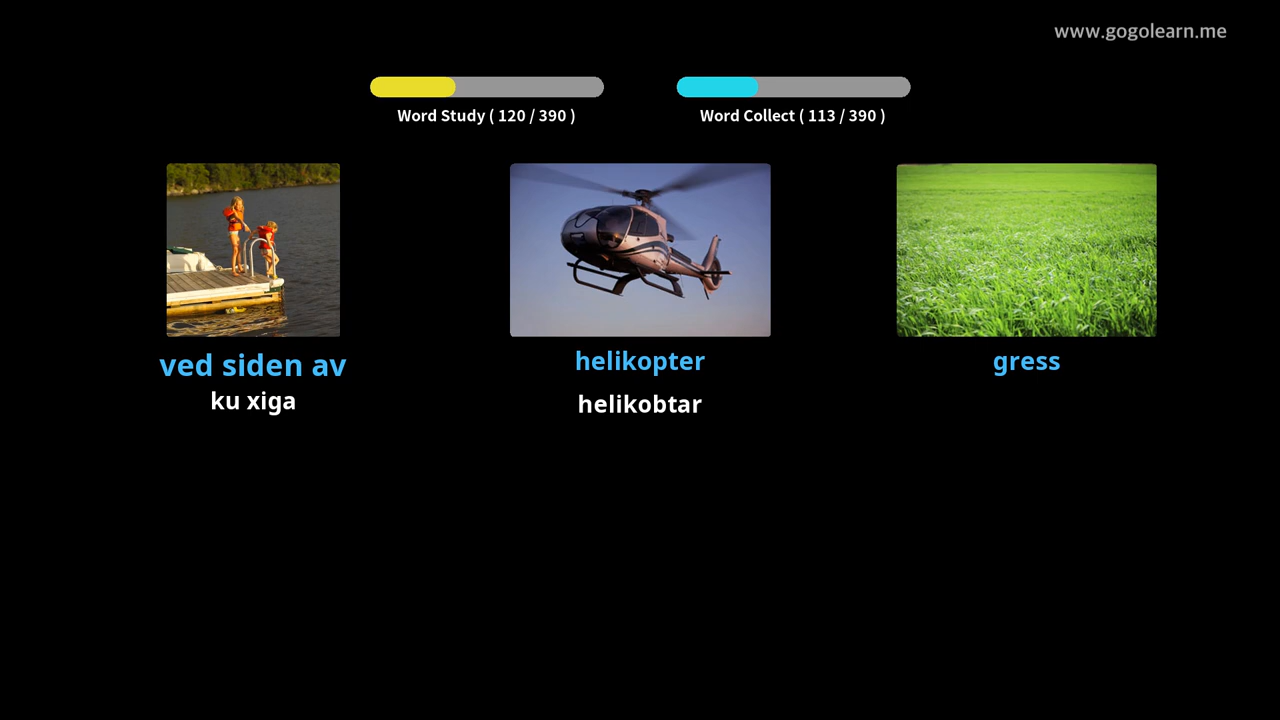 www.gogolearn.me
Word Study ( 120 / 390 )
Word Collect ( 113 / 390 )
ved siden av
ku xiga
helikopter
helikobtar
gress